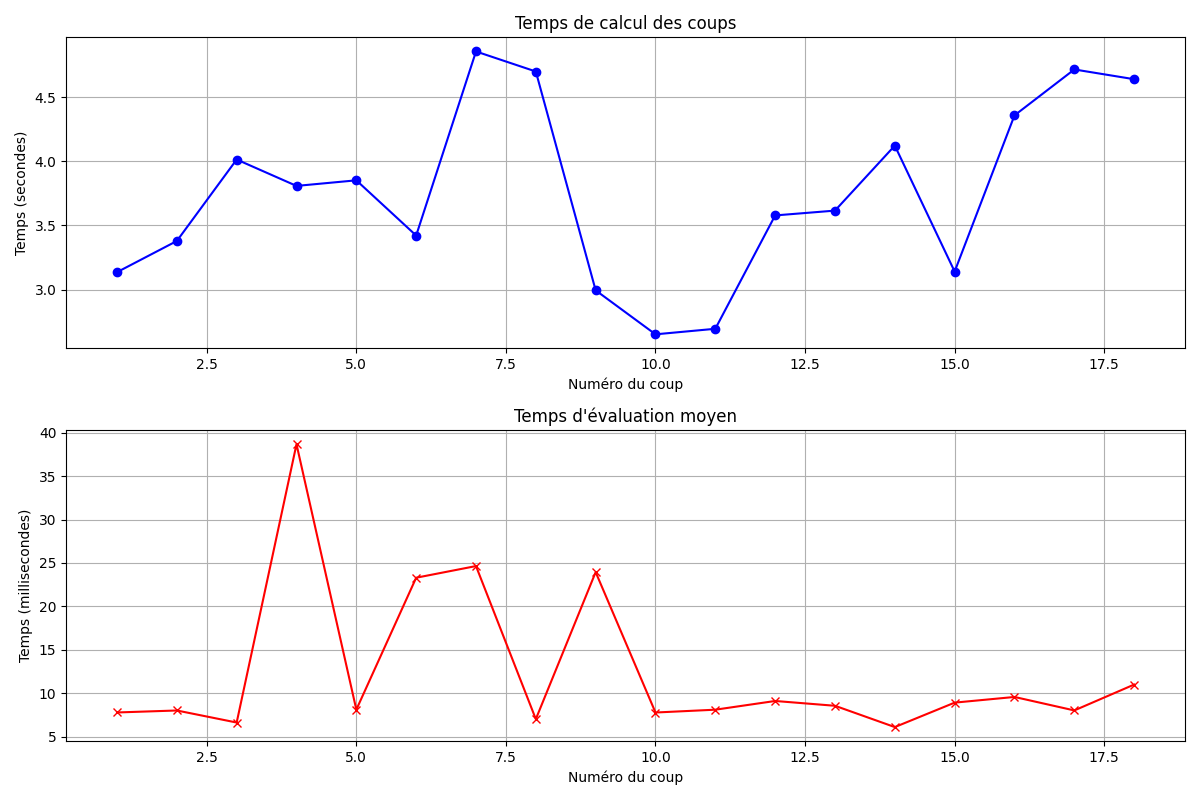 Temps de calcul des coups
Temps (secondes)
4.5
4.0
3.5
3.0
2.5 5.0 7.5 10.0 12.5 15.0 17.5
Numéro du coup
Temps d'évaluation moyen
Temps (millisecondes)
40
35
30
25
20
15
10
5
2.5 5.0 7.5 10.0 12.5 15.0 17.5
Numéro du coup